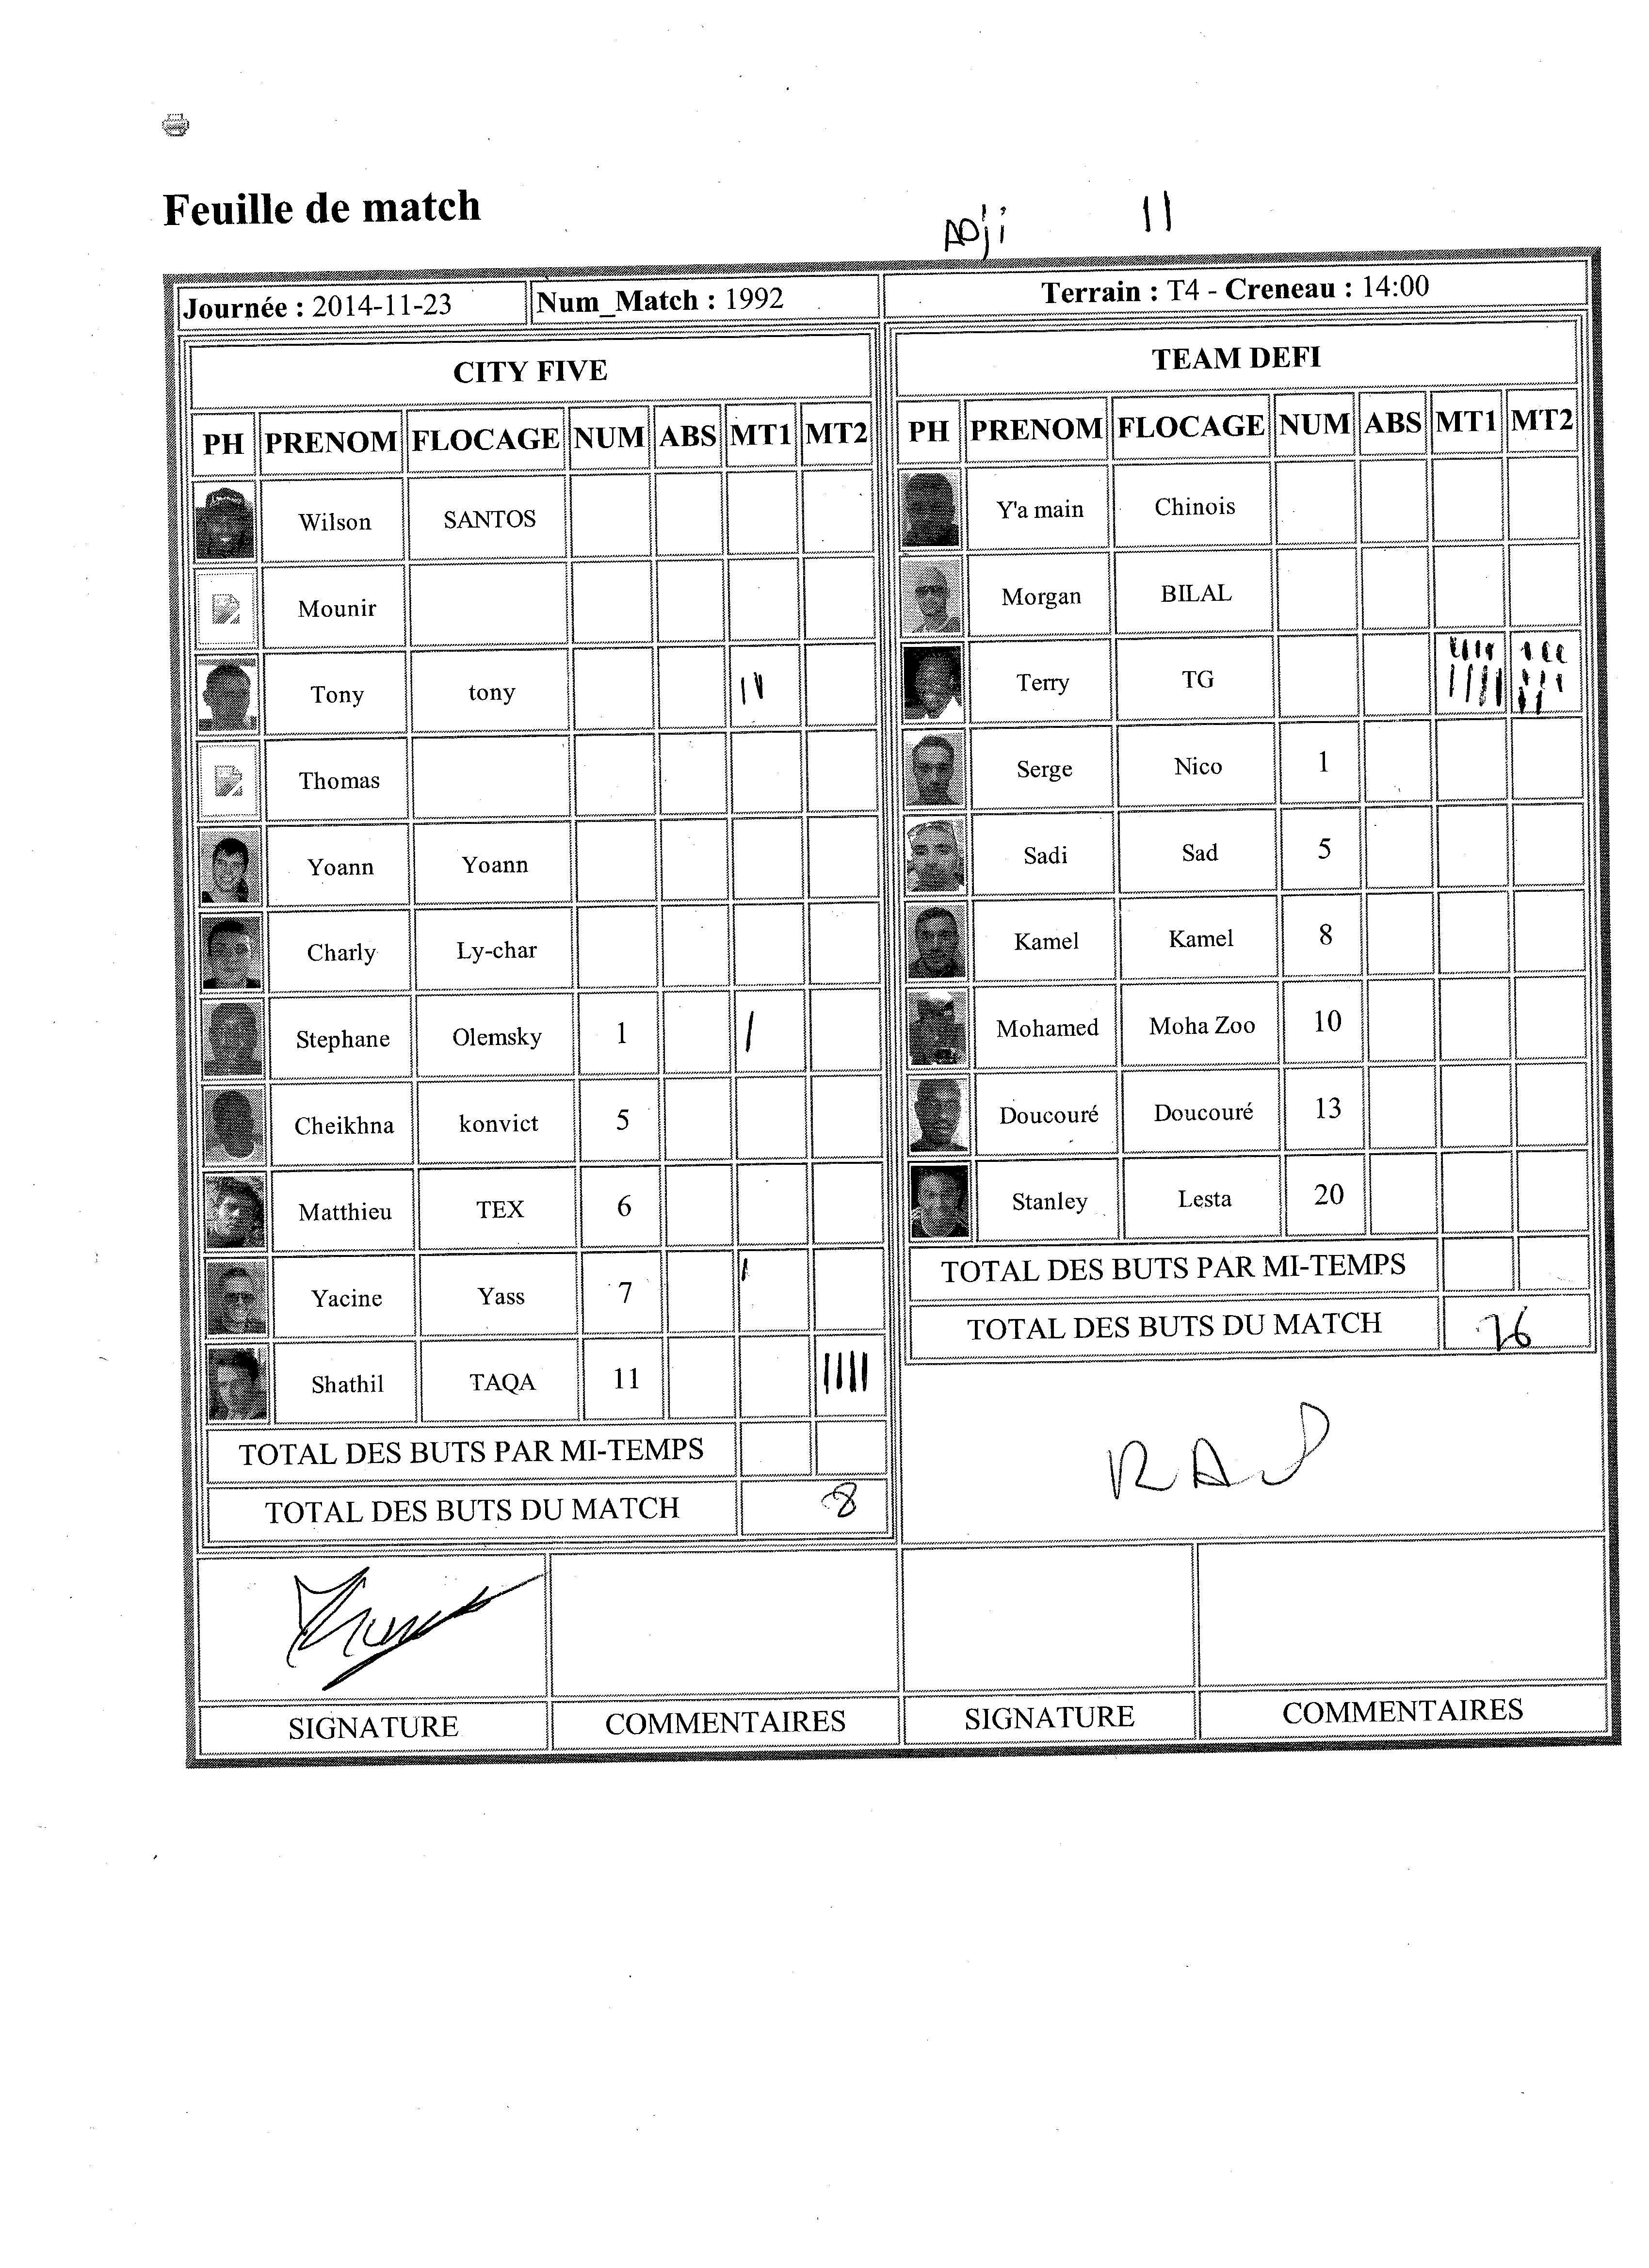 Feuille de match
Adji 11
Journée : 2014-11-23 Num_Match : 1992 Terrain : T4 - Creneau : 14:00
CITY FIVE
PH PRENOM FLOCAGE NUM ABS MT1 MT2
Wilson SANTOS
Mounir
Tony tony II
Thomas
Yoann Yoann
Charly Ly-char
Stephane Olemsky 1 I
Cheikhna konvict 5
Matthieu TEX 6
Yacine Yass 7 I
Shathil TAQA 11 IIII
TOTAL DES BUTS PAR MI-TEMPS
TOTAL DES BUTS DU MATCH 8
TEAM DEFI
PH PRENOM FLOCAGE NUM ABS MT1 MT2
Y'a main Chinois
Morgan BILAL
Terry TG
Serge Nico 1
Sadi Sad 5
Kamel Kamel 8
Mohamed Moha Zoo 10
Doucouré Doucouré 13
Stanley Lesta 20
TOTAL DES BUTS PAR MI-TEMPS
TOTAL DES BUTS DU MATCH
RAS
SIGNATURE COMMENTAIRES SIGNATURE COMMENTAIRES